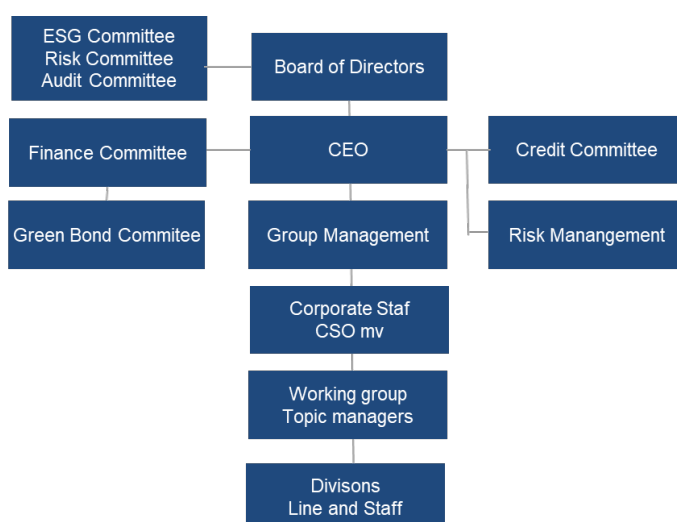 ESG Committee
Risk Committee
Audit Committee
Board of Directors
Finance Committee
CEO
Credit Committee
Green Bond Commitee
Group Management
Risk Manangement
Corporate Staf
CSO mv
Working group
Topic managers
Divisons
Line and Staff